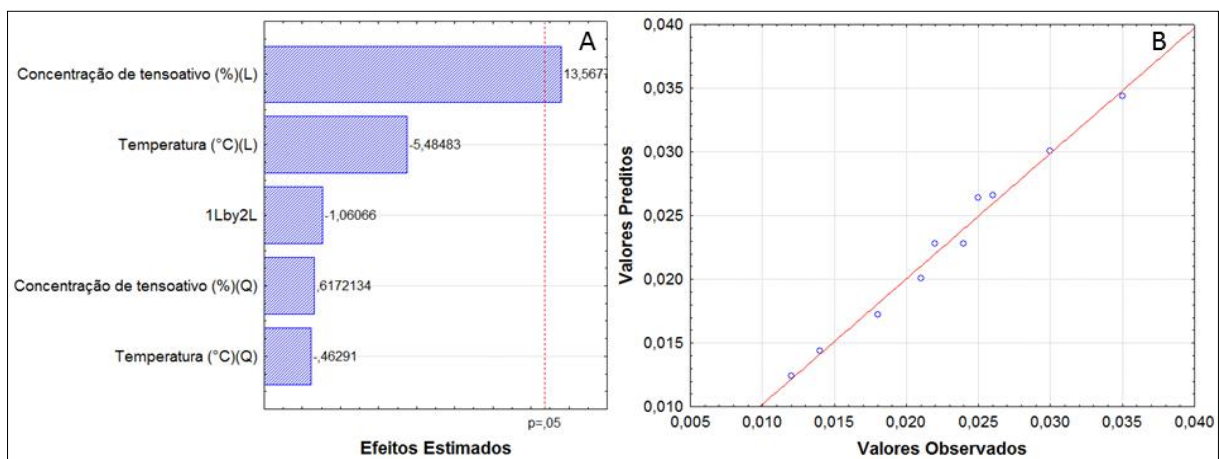 A
Concentração de tensoativo (%)(L)
13,5677
Temperatura (°C)(L)
-5,48483
1Lby2L
-1,06066
Concentração de tensoativo (%)(Q)
,6172134
Temperatura (°C)(Q)
-,46291
p=,05
Efeitos Estimados
B
0,040
0,035
0,030
0,025
0,020
0,015
0,010
Valores Preditos
0,005 0,010 0,015 0,020 0,025 0,030 0,035 0,040
Valores Observados